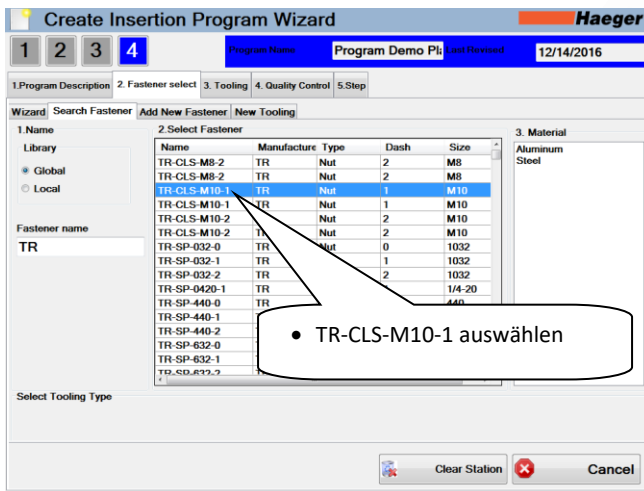 Create Insertion Program Wizard
Haeger
1 2 3 4
Program Name Program Demo Pl Last Revised 12/14/2016
1.Program Description 2. Fastener select 3. Tooling 4. Quality Control 5.Step
Wizard Search Fastener Add New Fastener New Tooling
1.Name
Library
Global
Local
Fastener name
TR
2.Select Fastener
Name Manufacture Type Dash Size
TR-CLS-M8-2 TR Nut 2 M8
TR-CLS-M8-2 TR Nut 2 M8
TR-CLS-M10-1 TR Nut 1 M10
TR-CLS-M10-1 TR Nut 1 M10
TR-CLS-M10-2 TR Nut 2 M10
TR-CLS-M10-2 TR Nut 2 M10
TR-SP-032-0 TR Nut 0 1032
TR-SP-032-1 TR 1 1032
TR-SP-032-2 TR 2 1032
TR-SP-0420-1 TR 1/4-20
TR-SP-440-0 TR 440
TR-SP-440-1
TR-SP-440-2
TR-SP-632-0
TR-SP-632-1
TR-SP-632-2
3. Material
Aluminum
Steel
• TR-CLS-M10-1 auswählen
Select Tooling Type
Clear Station
Cancel